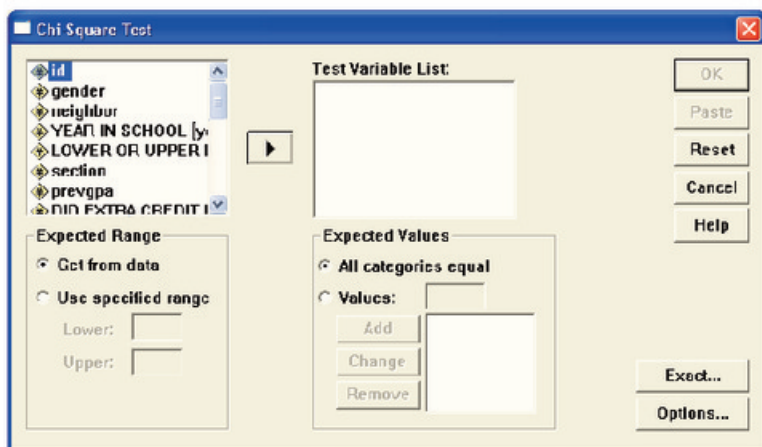 Chi Square Test
id
gender
neighbor
YEAR IN SCHOOL [y
LOWER OR UPPER
section
prevgpa
DID EXTRA CREDIT
Test Variable List:
OK
Paste
Reset
Cancel
Help
Expected Range
Get from data
Use specified range
Lower:
Upper:
Expected Values
All categories equal
Values:
Add
Change
Remove
Exact...
Options...